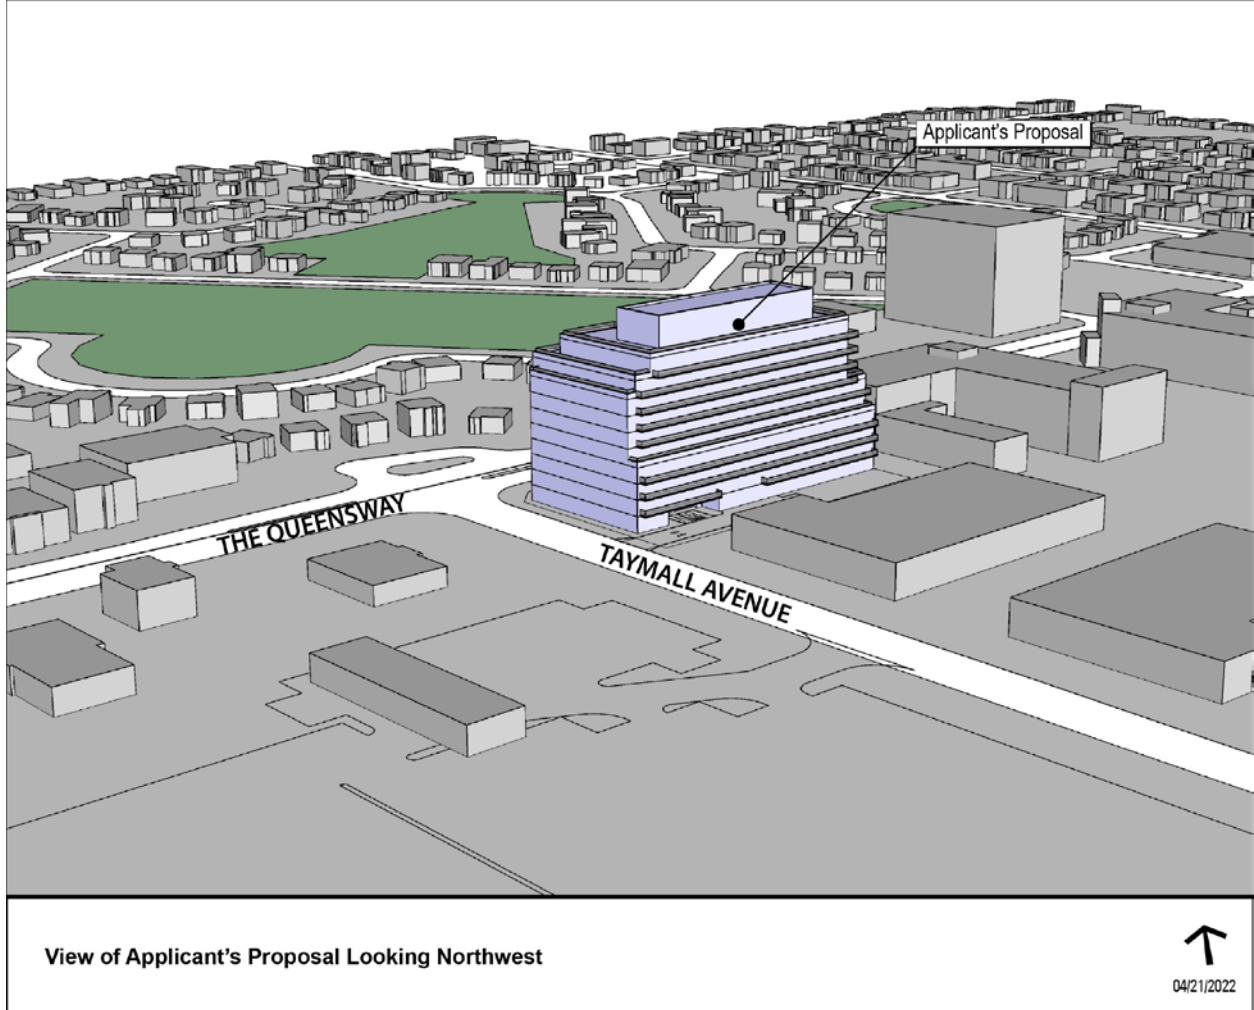 Applicant's Proposal
THE QUEENSWAY
TAYMALL AVENUE
View of Applicant's Proposal Looking Northwest
04/21/2022